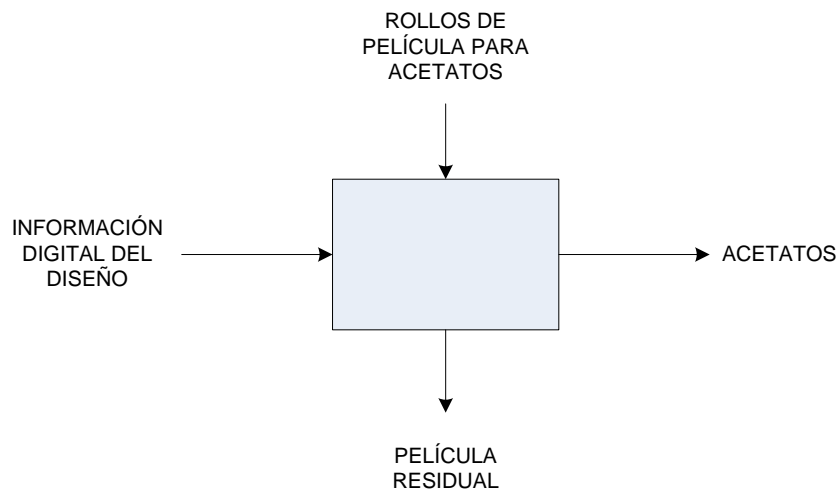 ROLLOS DE
PELÍCULA PARA
ACETATOS
INFORMACIÓN
DIGITAL DEL
DISEÑO
ACETATOS
PELÍCULA
RESIDUAL